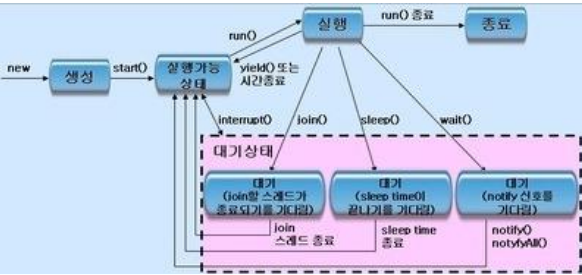 실행
run() 종료
종료
run()
new
생성
start()
실행가능
상태
yield() 또는
시간종료
interrupt()
join()
sleep()
wait()
대기상태
대기
(join할 스레드가
종료되기를 기다림)
대기
(sleep time이
끝나기를 기다림)
대기
(notify 신호를
기다림)
join
스레드 종료
sleep time
종료
notify()
notyfyAll()